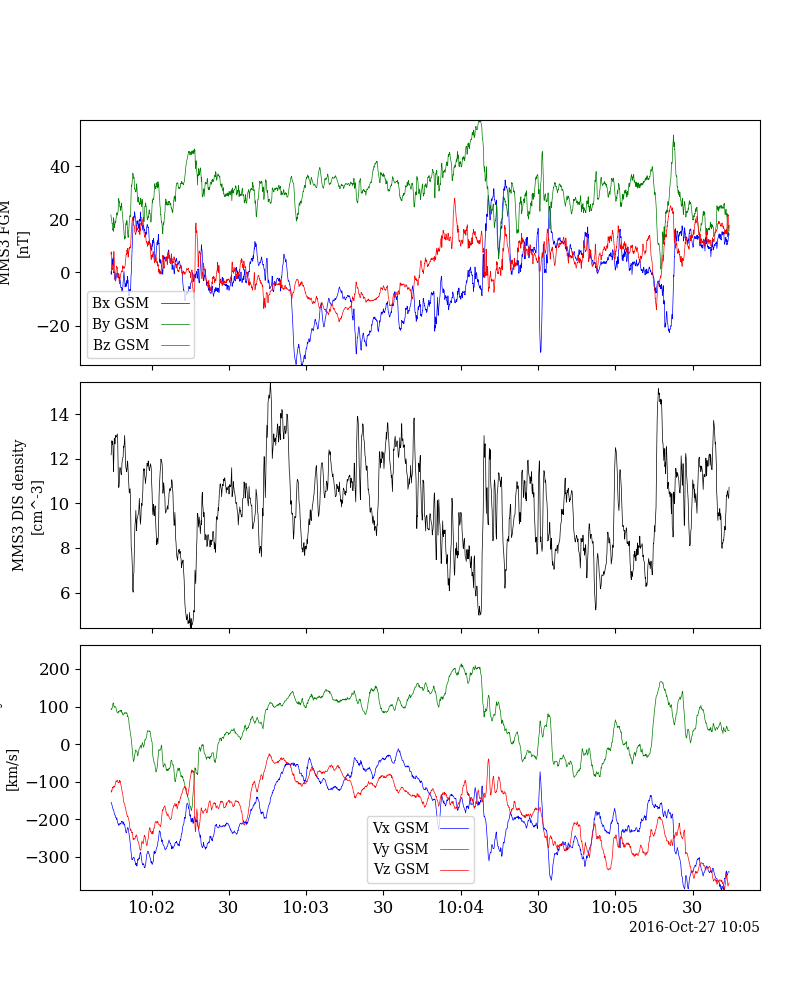 40
20
0
−20
MMS3 FGM
[nT]
Bx GSM
By GSM
Bz GSM
14
12
10
8
6
MMS3 DIS density
[cm^-3]
200
100
0
−100
−200
−300
[km/s]
Vx GSM
Vy GSM
Vz GSM
10:02
30
10:03
30
10:04
30
10:05
30
2016-Oct-27 10:05